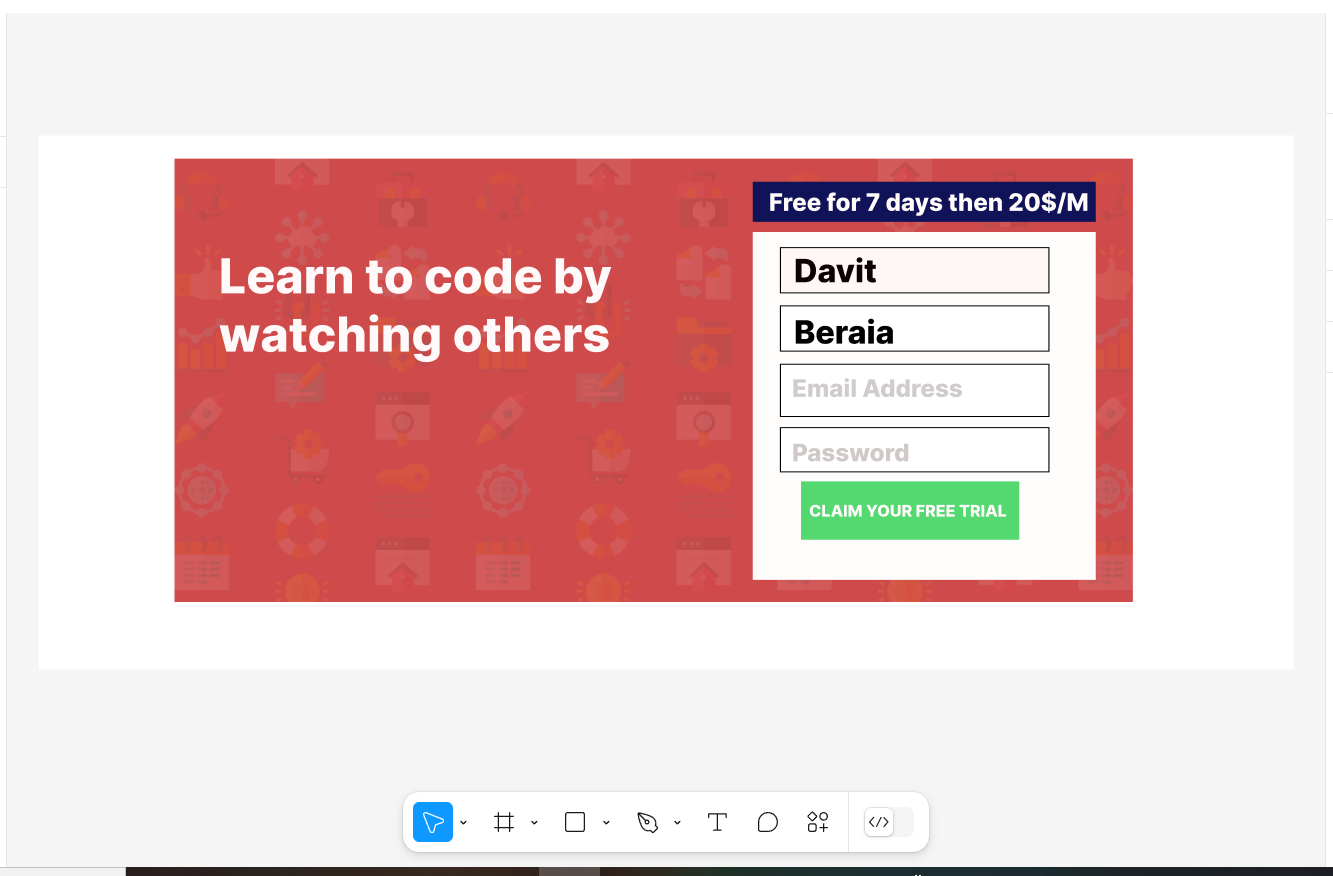 Learn to code by
watching others
Free for 7 days then 20$/M
Davit
Beraia
Email Address
Password
CLAIM YOUR FREE TRIAL